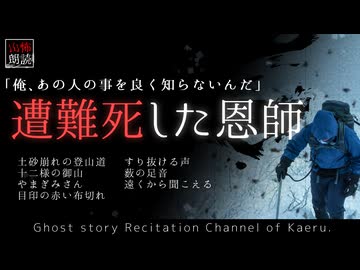 恐怖
朗読
「俺、あの人の事を良く知らないんだ」
遭難死した恩師
土砂崩れの登山道
十二様の御山
やまぎみさん
目印の赤い布切れ
すり抜ける声
藪の足音
遠くから聞こえる
Ghost story Recitation Channel of Kaeru.